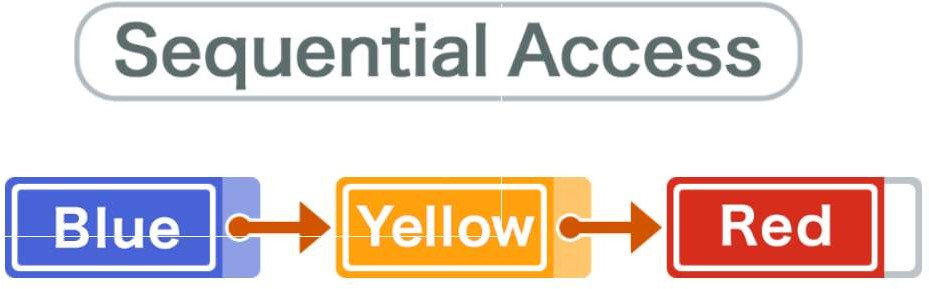 Sequential Access
Blue Yellow Red